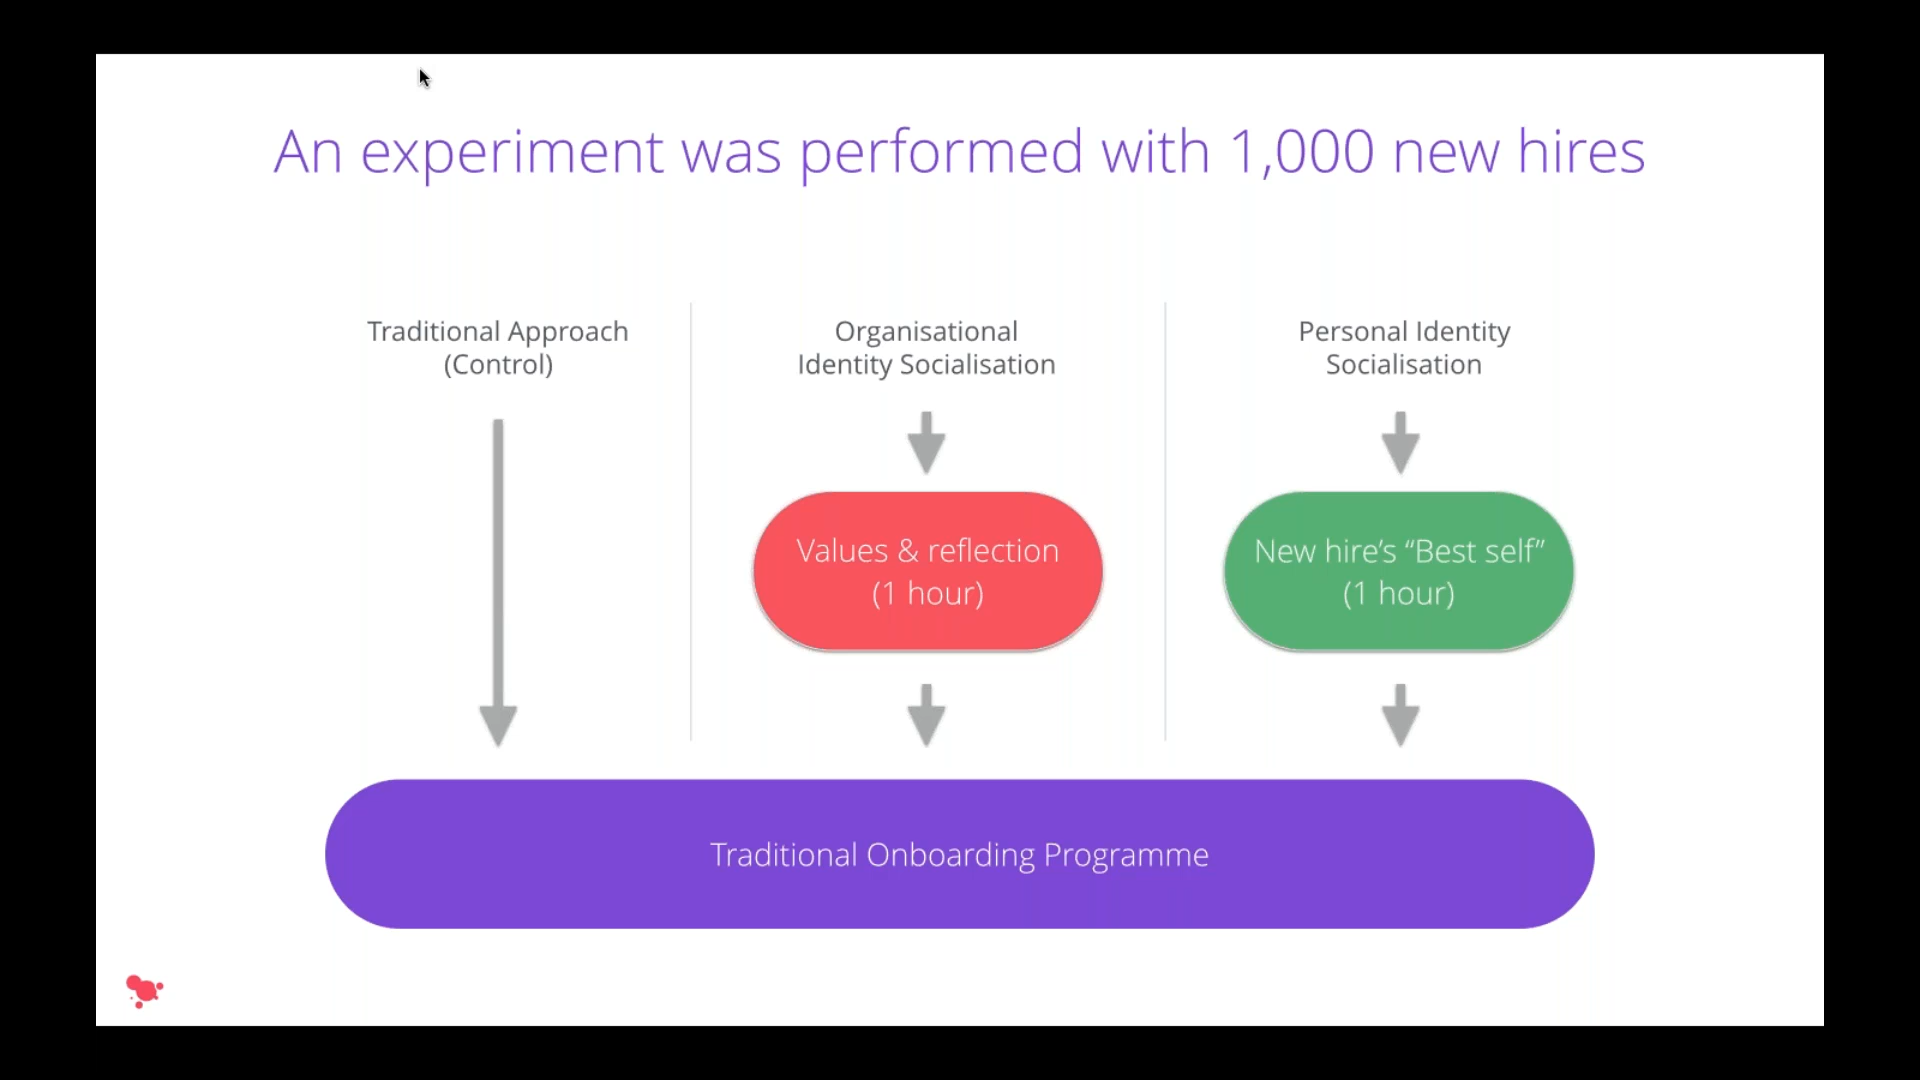 An experiment was performed with 1,000 new hires
Traditional Approach
(Control)
Organisational
Identity Socialisation
Personal Identity
Socialisation
Values & reflection
(1 hour)
New hire’s “Best self”
(1 hour)
Traditional Onboarding Programme